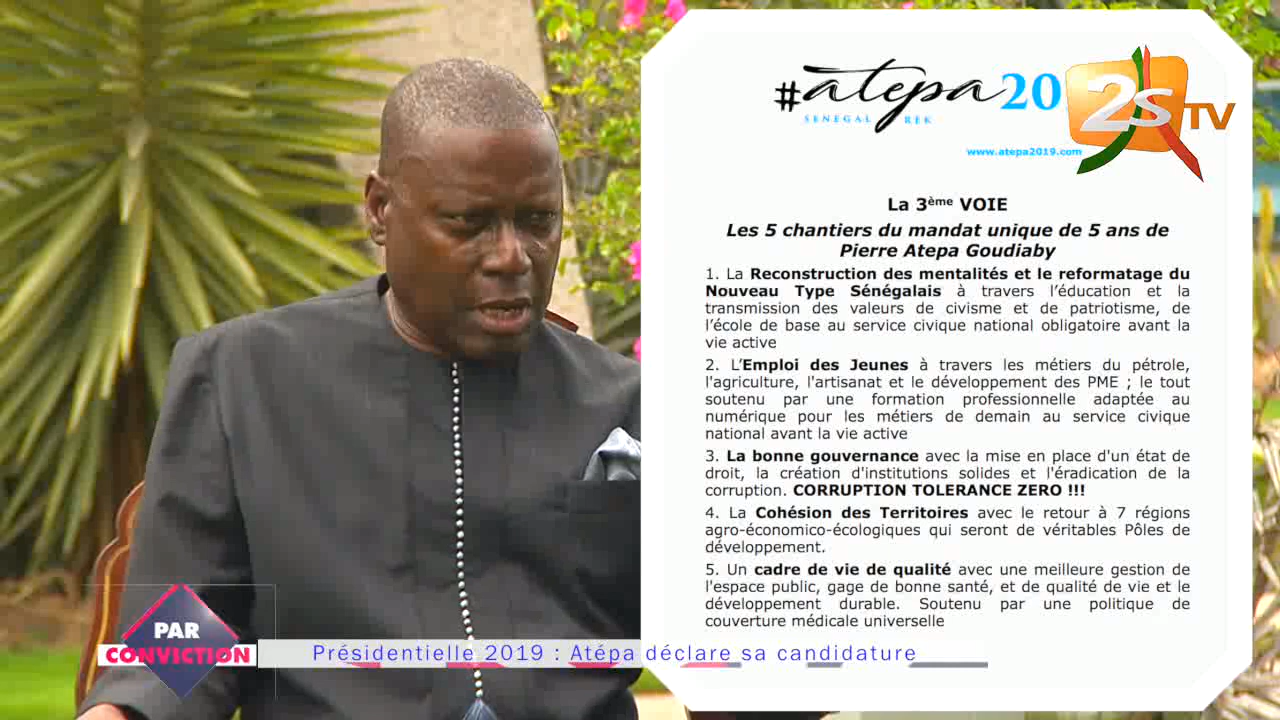 #atepa20
SENEGAL REK
2S TV
www.atepa2019.com
La 3ème VOIE
Les 5 chantiers du mandat unique de 5 ans de
Pierre Atepa Goudiaby
1. La Reconstruction des mentalités et le reformatage du
Nouveau Type Sénégalais à travers l’éducation et la
transmission des valeurs de civisme et de patriotisme, de
l’école de base au service civique national obligatoire avant la
vie active
2. L’Emploi des Jeunes à travers les métiers du pétrole,
l'agriculture, l'artisanat et le développement des PME ; le tout
soutenu par une formation professionnelle adaptée au
numérique pour les métiers de demain au service civique
national avant la vie active
3. La bonne gouvernance avec la mise en place d'un état de
droit, la création d'institutions solides et l'éradication de la
corruption. CORRUPTION TOLERANCE ZERO !!!
4. La Cohésion des Territoires avec le retour à 7 régions
agro-économico-écologiques qui seront de véritables Pôles de
développement.
5. Un cadre de vie de qualité avec une meilleure gestion de
l'espace public, gage de bonne santé, et de qualité de vie et le
développement durable. Soutenu par une politique de
couverture médicale universelle
PAR
CONVICTION
Présidentielle 2019 : Atépa déclare sa candidature